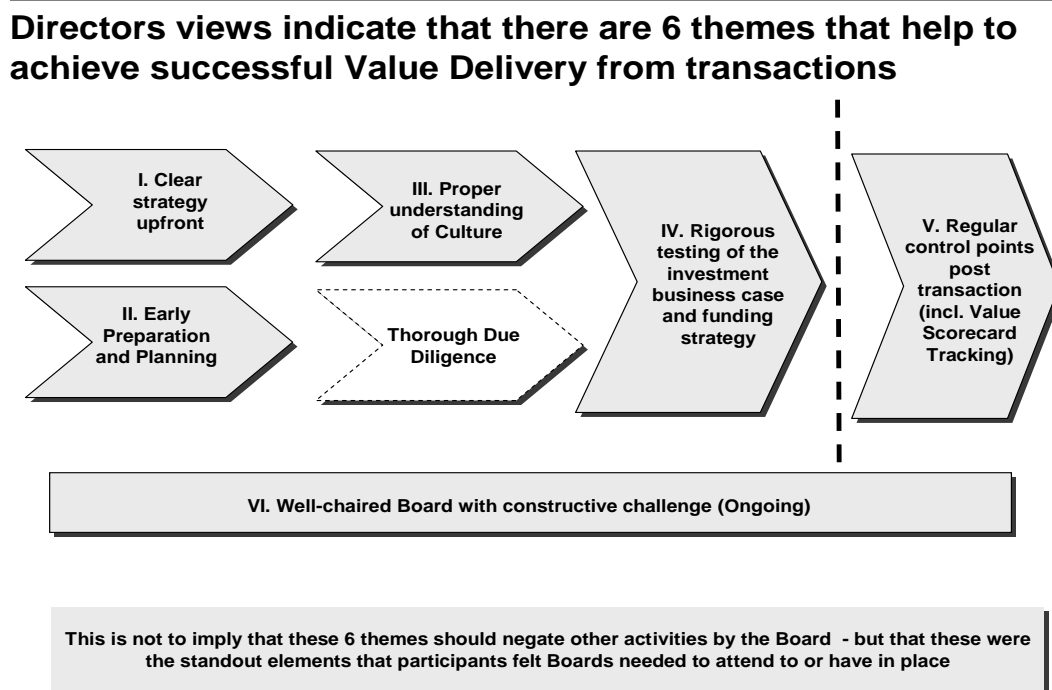 Directors views indicate that there are 6 themes that help to
achieve successful Value Delivery from transactions
I. Clear
strategy
upfront
II. Early
Preparation
and Planning
III. Proper
understanding
of Culture
Thorough Due
Diligence
IV. Rigorous
testing of the
investment
business case
and funding
strategy
V. Regular
control points
post
transaction
(incl. Value
Scorecard
Tracking)
VI. Well-chaired Board with constructive challenge (Ongoing)
This is not to imply that these 6 themes should negate other activities by the Board  - but that these were
the standout elements that participants felt Boards needed to attend to or have in place